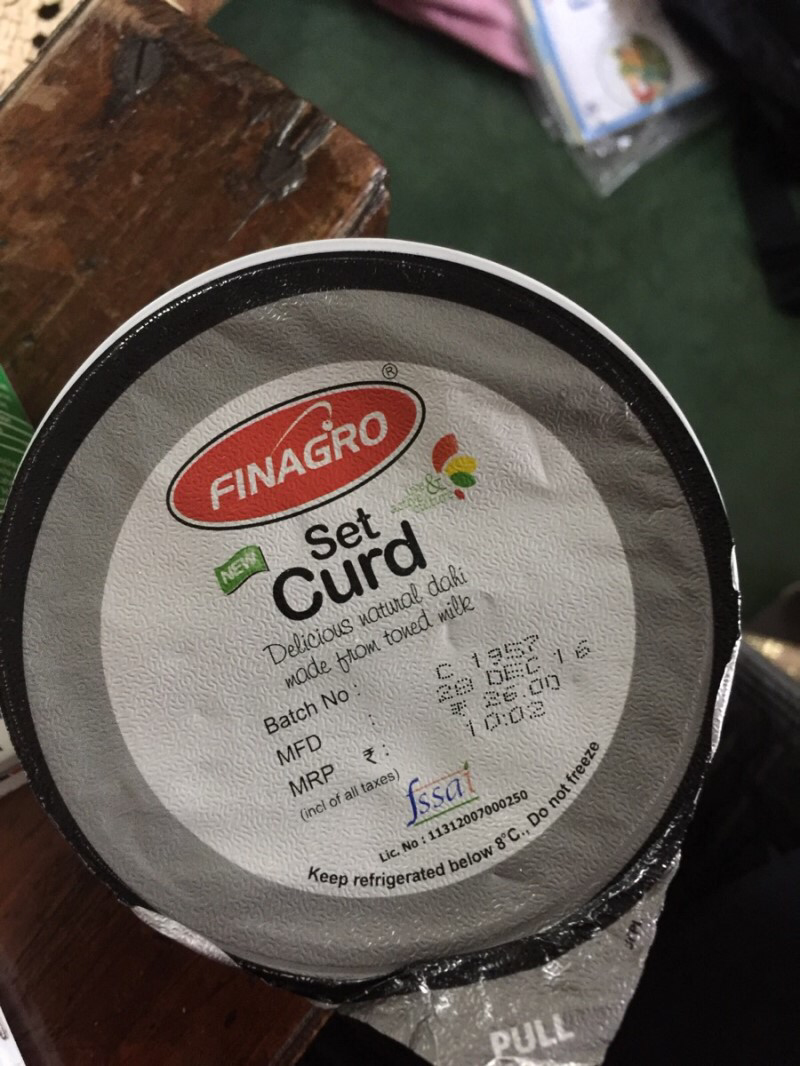 ®
FINAGRO
&
NEW
Set
Curd
Delicious natural dahi
made from toned milk
Batch No : C 1957
MFD : 28 DEC 16
MRP ₹ : ₹ 26.00
(incl of all taxes) 10:02
fssai
Lic. No : 11312007000250
Keep refrigerated below 8°C., Do not freeze
PULL